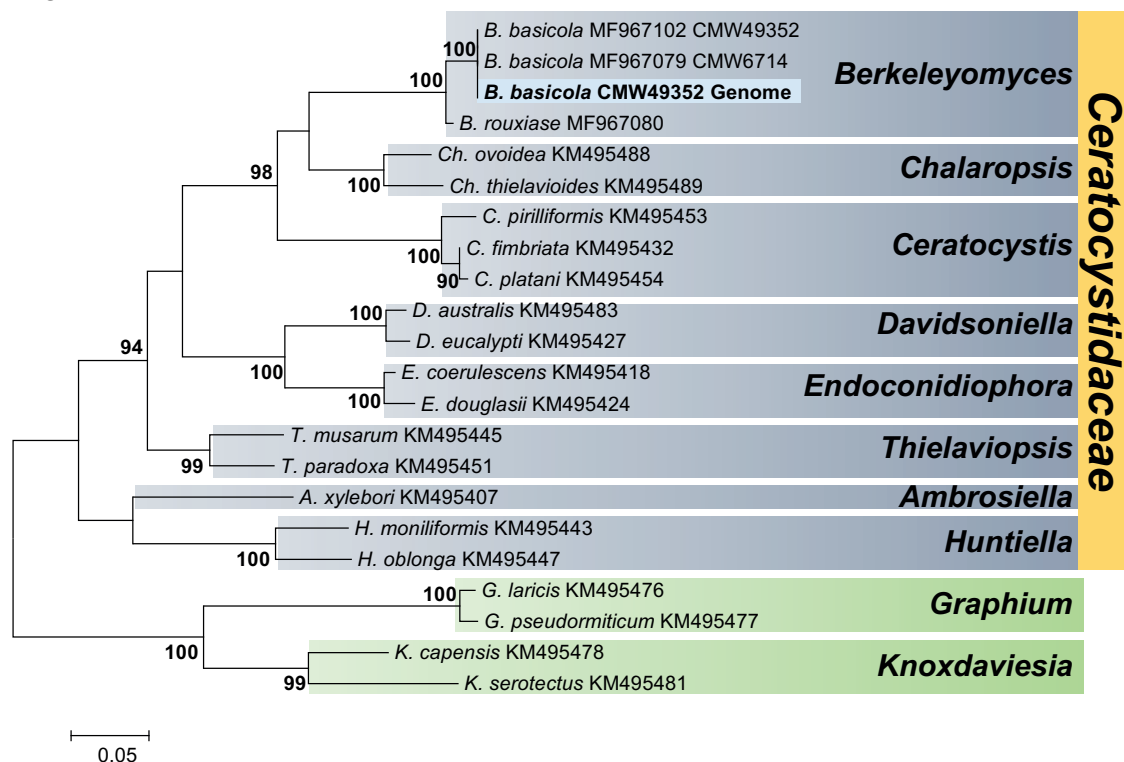 B. basicola MF967102 CMW49352
100
B. basicola MF967079 CMW6714
Berkeleyomyces
100
B. basicola CMW49352 Genome
B. rouxiase MF967080
Ch. ovoidea KM495488
Chalaropsis
98
100
Ch. thielavioides KM495489
C. pirilliformis KM495453
C. fimbriata KM495432
Ceratocystis
100
90
C. platani KM495454
D. australis KM495483
100
Davidsoniella
D. eucalypti KM495427
94
100
E. coerulescens KM495418
Endoconidiophora
100
E. douglasii KM495424
T. musarum KM495445
Thielaviopsis
99
T. paradoxa KM495451
A. xylebori KM495407
Ambrosiella
H. moniliformis KM495443
Huntiella
100
H. oblonga KM495447
Ceratocystidaceae
100
G. laricis KM495476
Graphium
G. pseudormiticum KM495477
100
K. capensis KM495478
Knoxdaviesia
99
K. serotectus KM495481
0.05